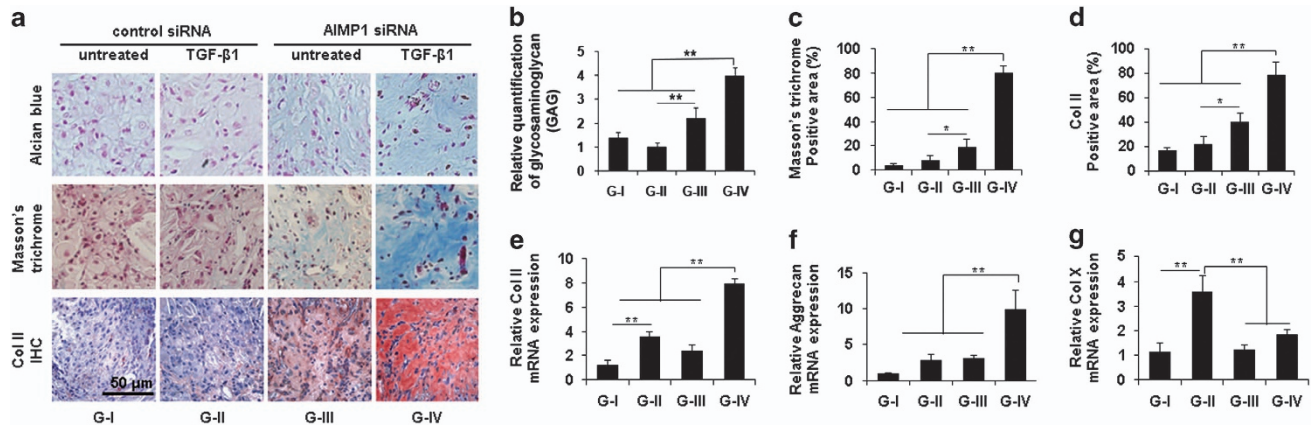 a
control siRNA
AIMP1 siRNA
untreated
TGF-β1
untreated
TGF-β1
Alcian blue
Masson's
trichrome
Col II
IHC
50 μm
G-I
G-II
G-III
G-IV
b
Relative quantification
of glycosaminoglycan
(GAG)
5
4
3
2
1
0
**
**
G-I
G-II
G-III
G-IV
c
Masson's trichrome
Positive area (%)
100
80
60
40
20
0
**
*
G-I
G-II
G-III
G-IV
d
Col II
Positive area (%)
100
80
60
40
20
0
**
*
G-I
G-II
G-III
G-IV
e
Relative Col II
mRNA expression
10
8
6
4
2
0
**
**
G-I
G-II
G-III
G-IV
f
Relative Aggrecan
mRNA expression
15
10
5
0
**
G-I
G-II
G-III
G-IV
g
Relative Col X
mRNA expression
5
4
3
2
1
0
**
**
G-I
G-II
G-III
G-IV